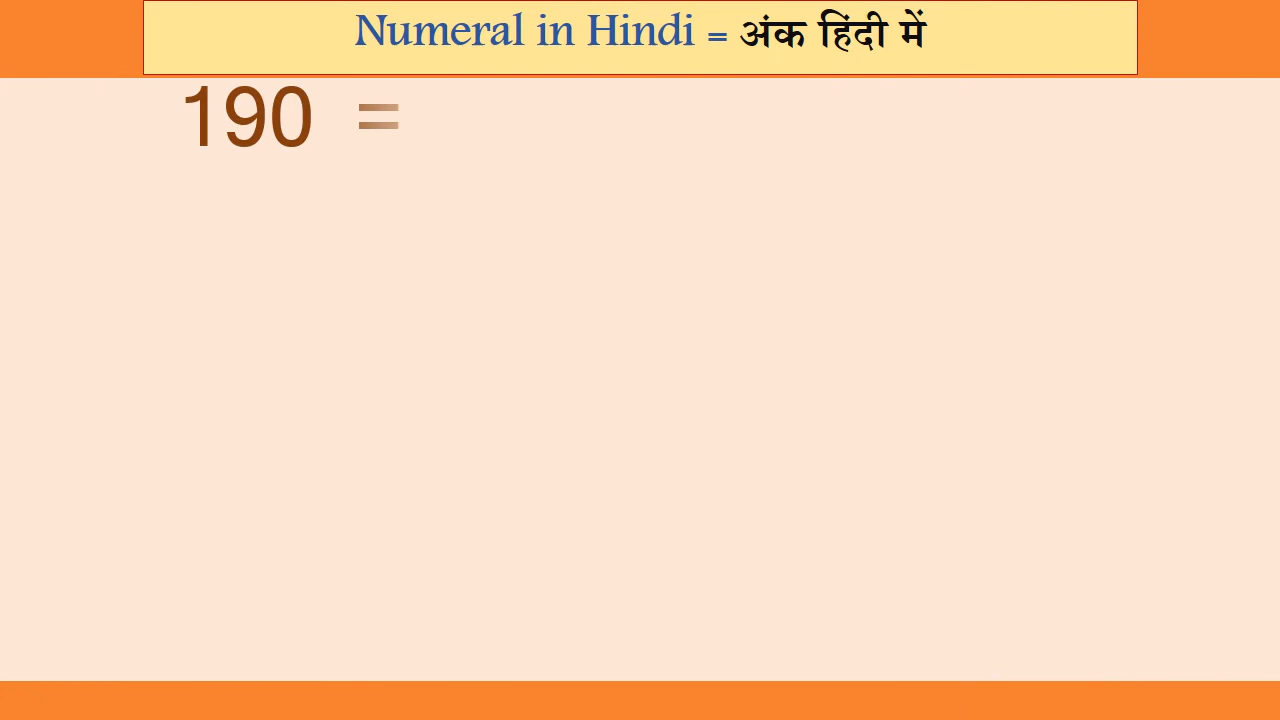 Numeral in Hindi = अंक हिंदी में
190 =